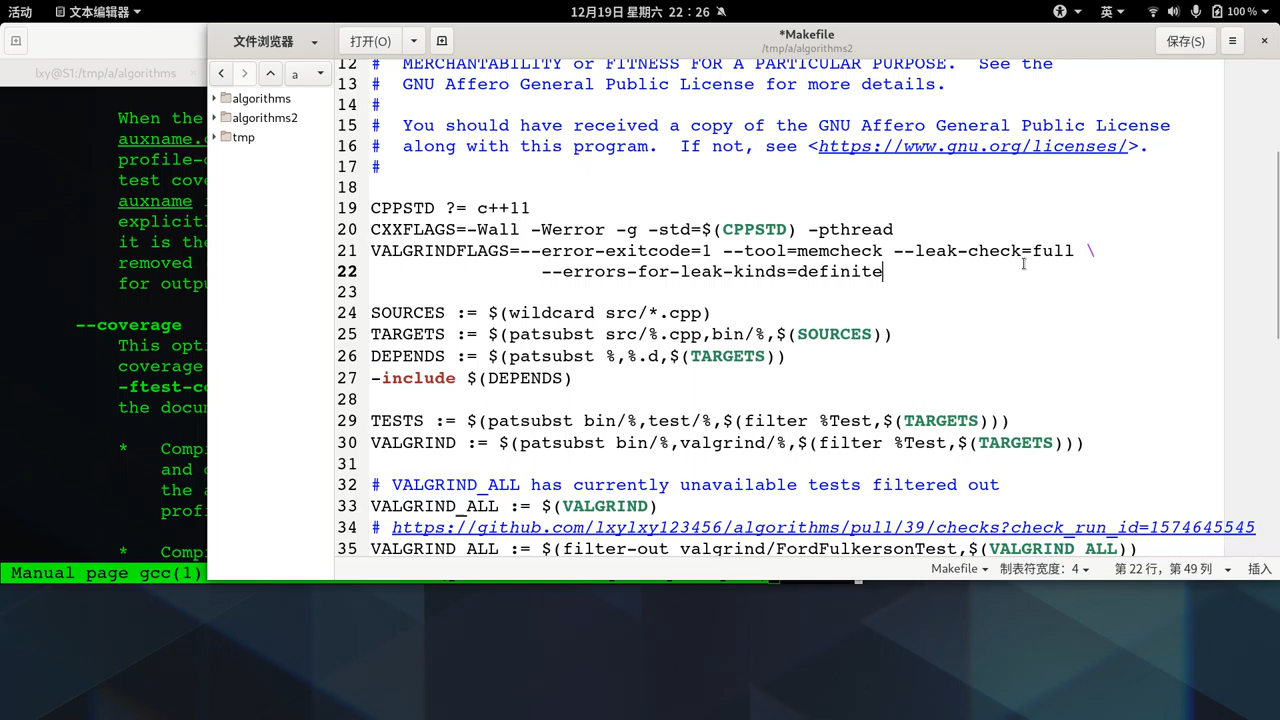 活动 文本编辑器 12月19日 星期六 22：26 英 100 %
文件浏览器 打开(O) *Makefile 保存(S)
/tmp/a/algorithms2
lxy@S1:/tmp/a/algorithms
a
algorithms
algorithms2
tmp
When the
auxname.
profile-
test cov
auxname
explicit
it is the
removed
for outpu
--coverage
This opti
coverage
-ftest-co
the docum
* Compi
and
the a
prof
* Compi
Manual page gcc(1)
12 # MERCHANTABILITY or FITNESS FOR A PARTICULAR PURPOSE. See the
13 # GNU Affero General Public License for more details.
14 #
15 # You should have received a copy of the GNU Affero General Public License
16 # along with this program. If not, see <https://www.gnu.org/licenses/>.
17 #
18
19 CPPSTD ?= c++11
20 CXXFLAGS=-Wall -Werror -g -std=$(CPPSTD) -pthread
21 VALGRINDFLAGS=--error-exitcode=1 --tool=memcheck --leak-check=full \
22 --errors-for-leak-kinds=definite
23
24 SOURCES := $(wildcard src/*.cpp)
25 TARGETS := $(patsubst src/%.cpp,bin/%,$(SOURCES))
26 DEPENDS := $(patsubst %,%.d,$(TARGETS))
27 -include $(DEPENDS)
28
29 TESTS := $(patsubst bin/%,test/%,$(filter %Test,$(TARGETS)))
30 VALGRIND := $(patsubst bin/%,valgrind/%,$(filter %Test,$(TARGETS)))
31
32 # VALGRIND_ALL has currently unavailable tests filtered out
33 VALGRIND_ALL := $(VALGRIND)
34 # https://github.com/lxylxy123456/algorithms/pull/39/checks?check_run_id=1574645545
35 VALGRIND_ALL := $(filter-out valgrind/FordFulkersonTest,$(VALGRIND_ALL))
Makefile 制表符宽度：4 第 22 行，第 49 列 插入